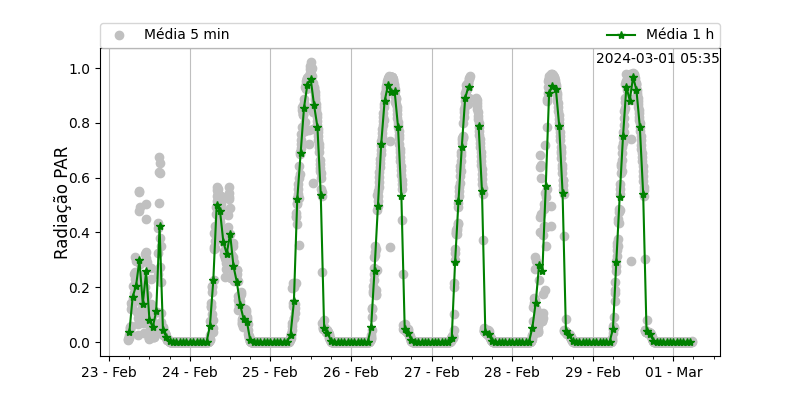 Média 5 min
Média 1 h
2024-03-01 05:35
Radiação PAR
1.0
0.8
0.6
0.4
0.2
0.0
23 - Feb
24 - Feb
25 - Feb
26 - Feb
27 - Feb
28 - Feb
29 - Feb
01 - Mar